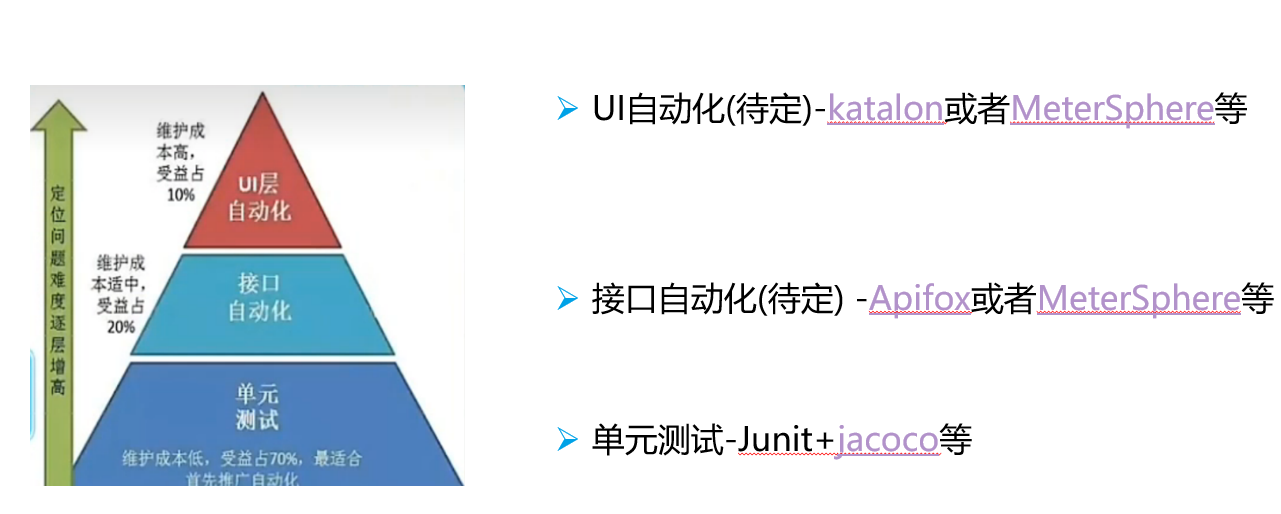 定
位
问
题
难
度
逐
层
增
高
维护成
本高，
受益占
10%
UI层
自动化
维护成
本适中，
受益占
20%
接口
自动化
单元
测试
维护成本低，受益占70%，最适合
首先推广自动化
UI自动化(待定)-katalon或者MeterSphere等
接口自动化(待定) -Apifox或者MeterSphere等
单元测试-Junit+jacoco等